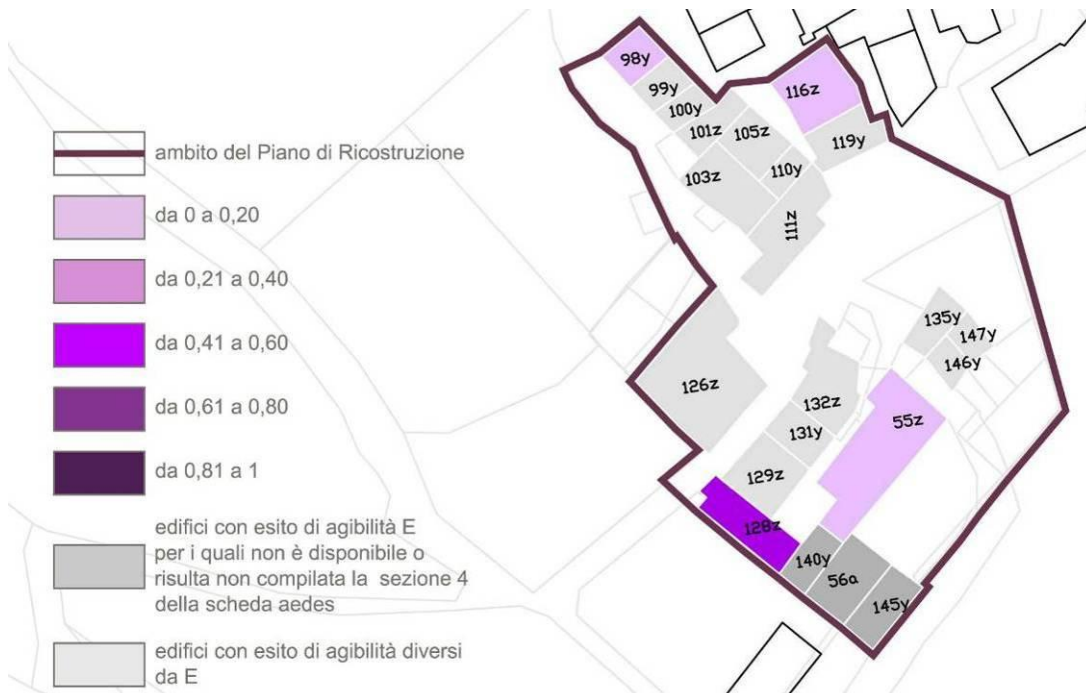 ambito del Piano di Ricostruzione
da 0 a 0,20
da 0,21 a 0,40
da 0,41 a 0,60
da 0,61 a 0,80
da 0,81 a 1
edifici con esito di agibilità E
per i quali non è disponibile o
risulta non compilata la sezione 4
della scheda aedes
edifici con esito di agibilità diversi
da E
98y
99y
100y
101z
105z
103z
110y
111z
116z
119y
126z
135y
147y
146y
132z
131y
129z
55z
128z
140y
56a
145y